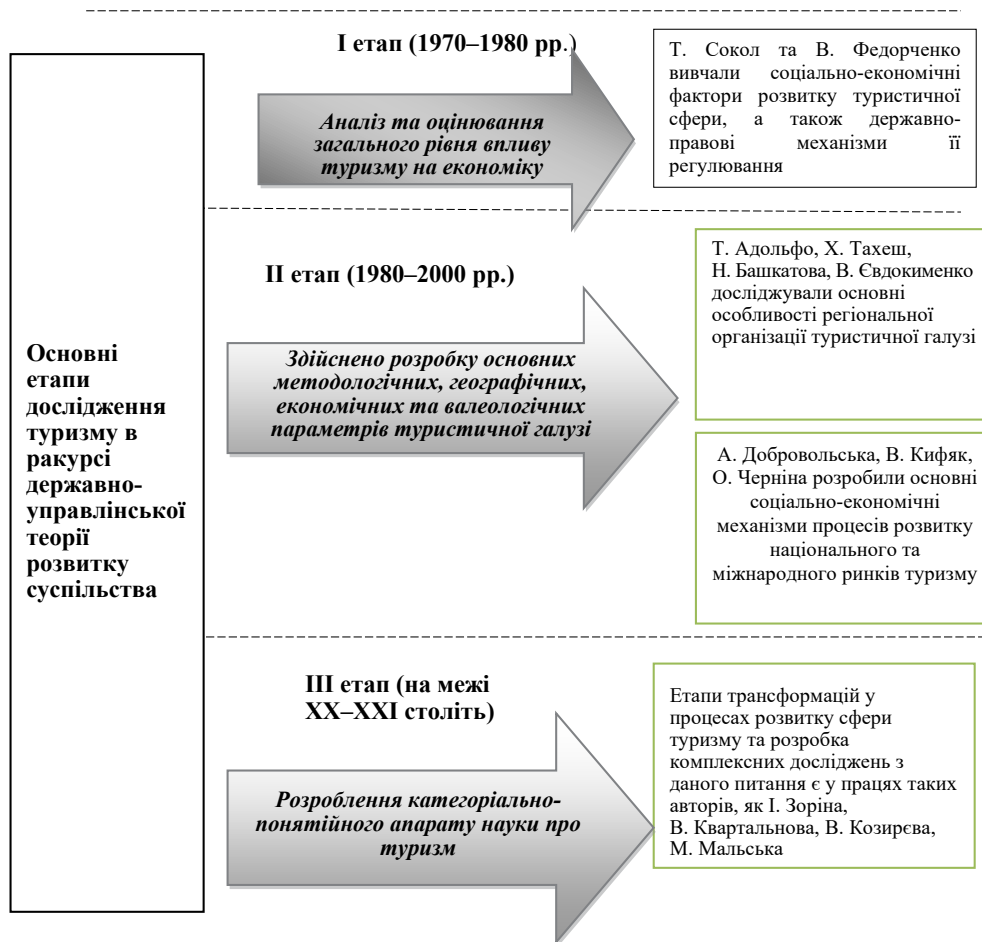 Основні
етапи
дослідження
туризму в
ракурсі
державно-
управлінської
теорії
розвитку
суспільства
І етап (1970–1980 рр.)
Аналіз та оцінювання
загального рівня впливу
туризму на економіку
Т. Сокол та В. Федорченко
вивчали соціально-економічні
фактори розвитку туристичної
сфери, а також державно-
правові механізми її
регулювання
ІІ етап (1980–2000 рр.)
Здійснено розробку основних
методологічних, географічних,
економічних та валеологічних
параметрів туристичної галузі
Т. Адольфо, Х. Тахеш,
Н. Башкатова, В. Євдокименко
досліджували основні
особливості регіональної
організації туристичної галузі
А. Добровольська, В. Кифяк,
О. Черніна розробили основні
соціально-економічні
механізми процесів розвитку
національного та
міжнародного ринків туризму
ІІІ етап (на межі
ХХ–ХХІ століть)
Розроблення категоріально-
понятійного апарату науки про
туризм
Етапи трансформацій у
процесах розвитку сфери
туризму та розробка
комплексних досліджень з
даного питання є у працях таких
авторів, як І. Зоріна,
В. Квартальнова, В. Козирєва,
М. Мальська